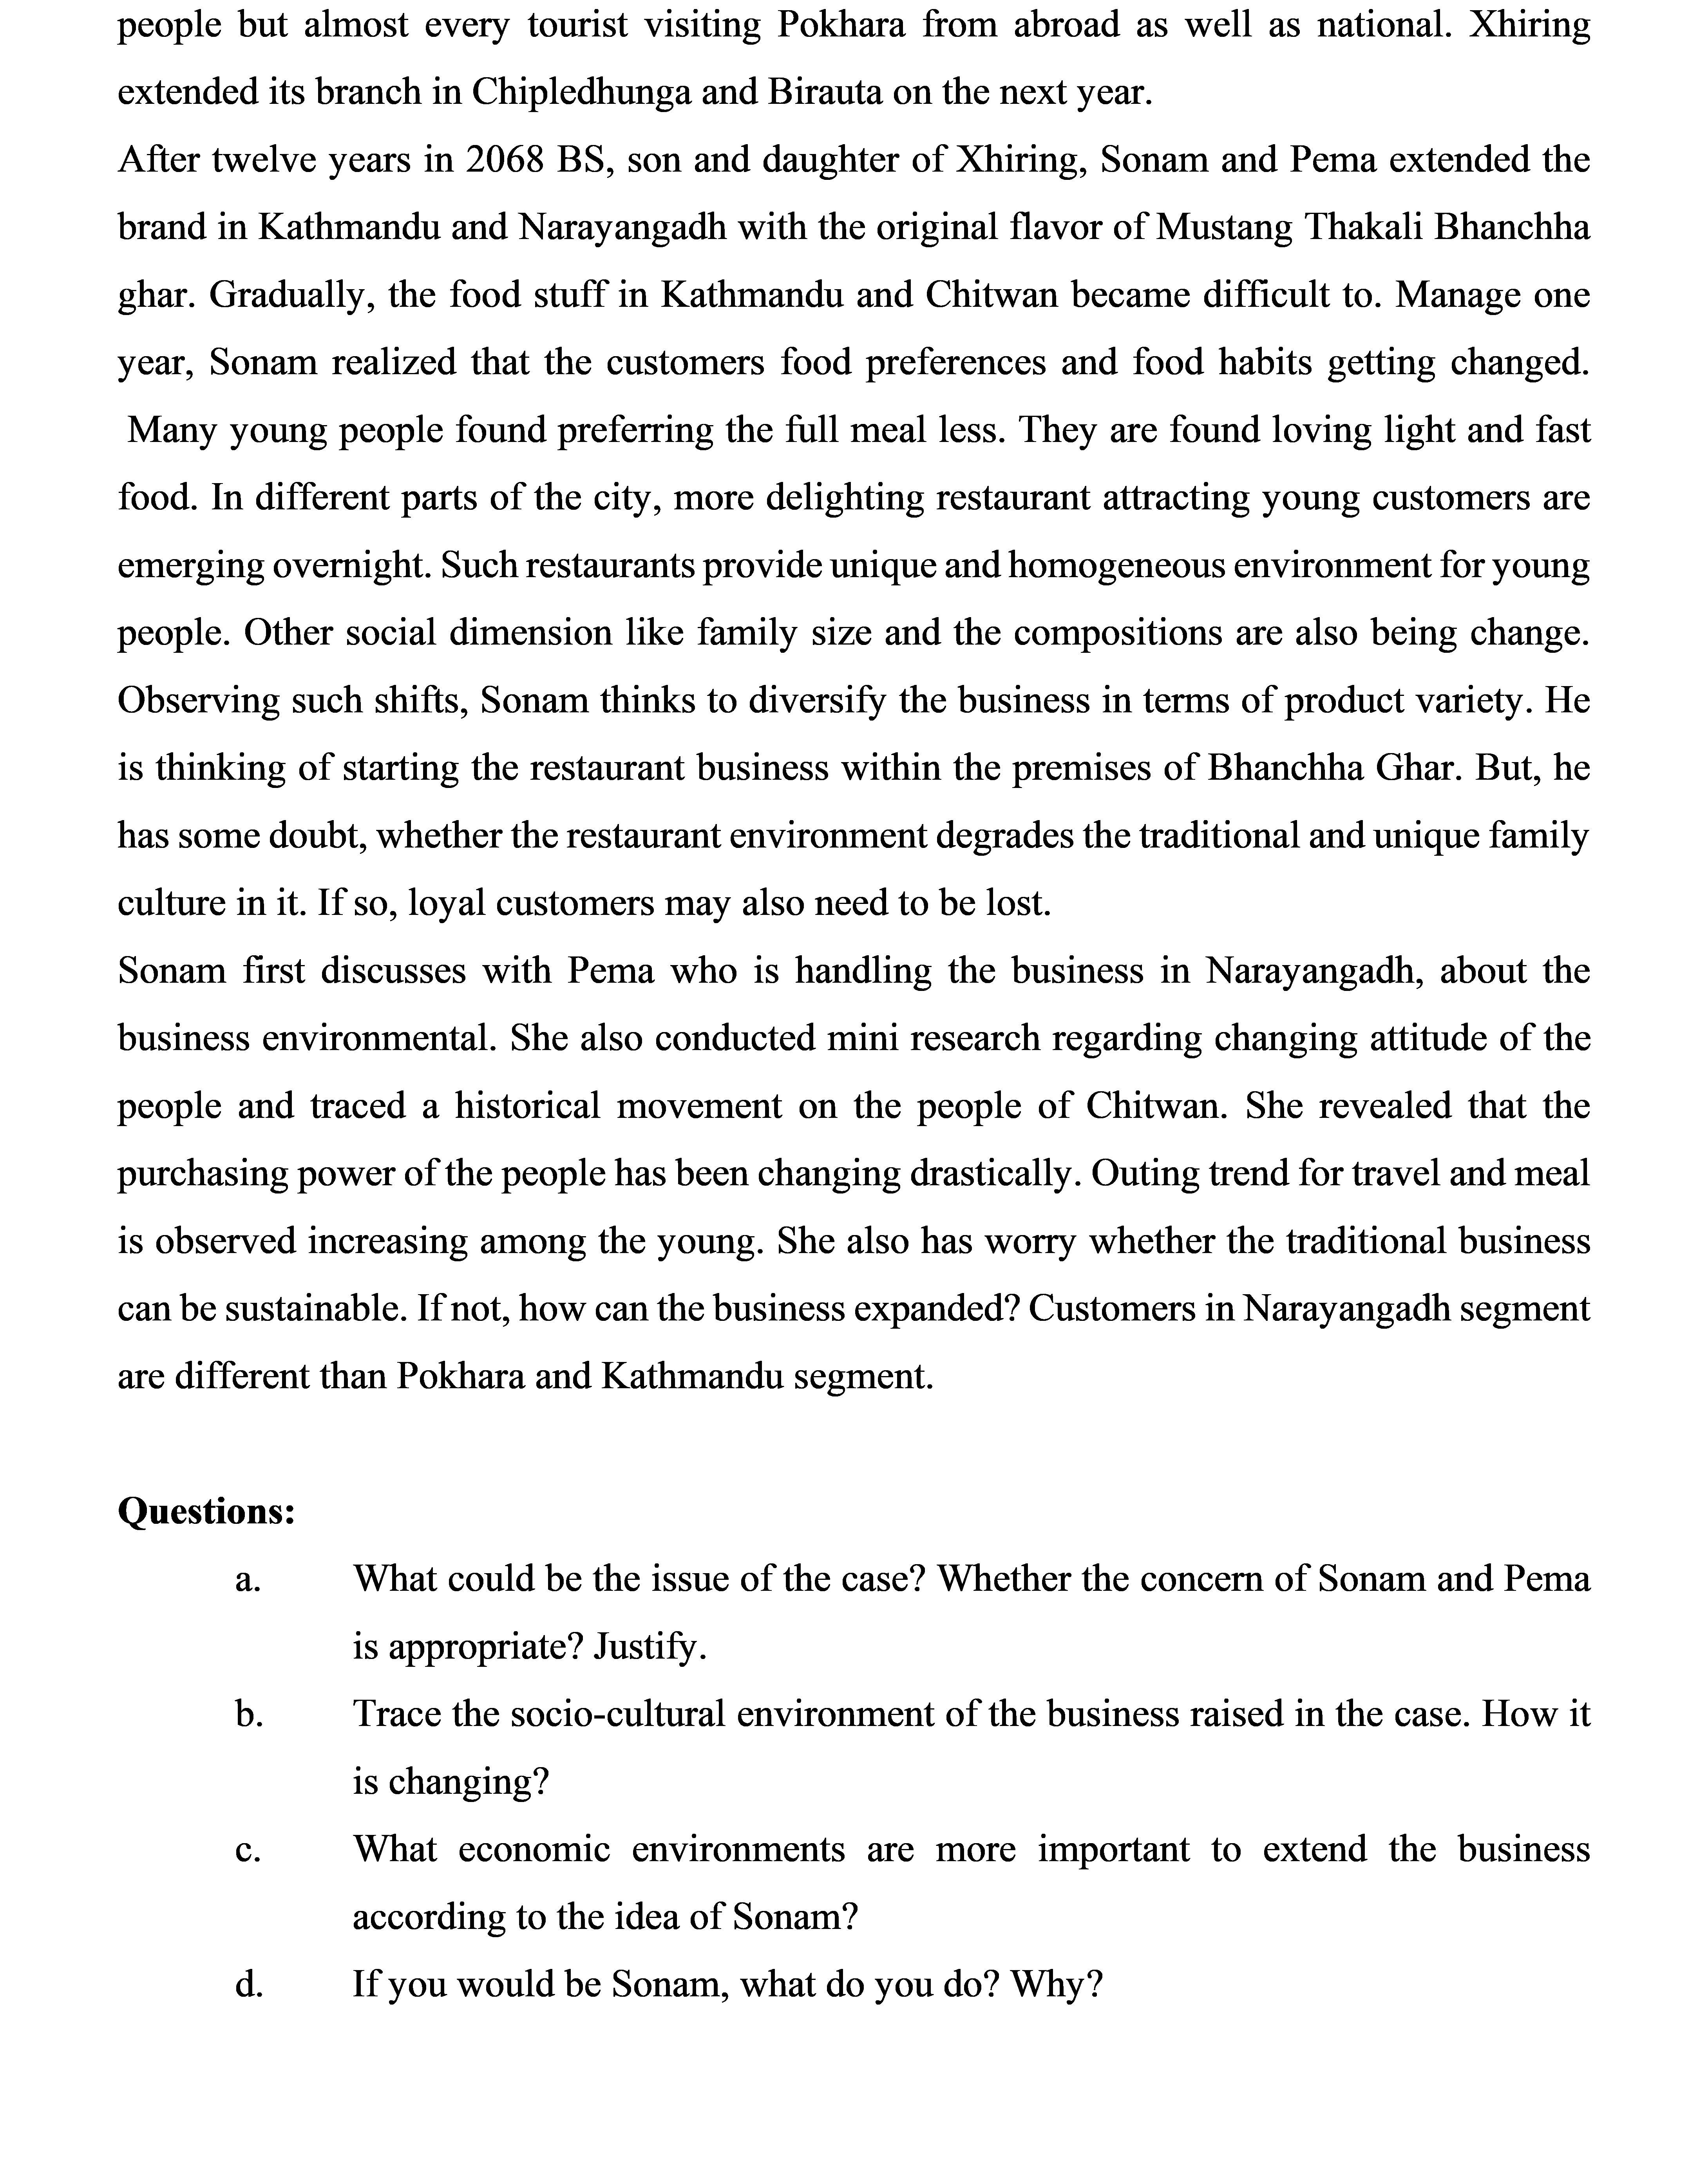 people but almost every tourist visiting Pokhara from abroad as well as national. Xhiring
extended its branch in Chipledhunga and Birauta on the next year.
After twelve years in 2068 BS, son and daughter of Xhiring, Sonam and Pema extended the
brand in Kathmandu and Narayangadh with the original flavor of Mustang Thakali Bhanchha
ghar. Gradually, the food stuff in Kathmandu and Chitwan became difficult to. Manage one
year, Sonam realized that the customers food preferences and food habits getting changed.
Many young people found preferring the full meal less. They are found loving light and fast
food. In different parts of the city, more delighting restaurant attracting young customers are
emerging overnight. Such restaurants provide unique and homogeneous environment for young
people. Other social dimension like family size and the compositions are also being change.
Observing such shifts, Sonam thinks to diversify the business in terms of product variety. He
is thinking of starting the restaurant business within the premises of Bhanchha Ghar. But, he
has some doubt, whether the restaurant environment degrades the traditional and unique family
culture in it. If so, loyal customers may also need to be lost.
Sonam first discusses with Pema who is handling the business in Narayangadh, about the
business environmental. She also conducted mini research regarding changing attitude of the
people and traced a historical movement on the people of Chitwan. She revealed that the
purchasing power of the people has been changing drastically. Outing trend for travel and meal
is observed increasing among the young. She also has worry whether the traditional business
can be sustainable. If not, how can the business expanded? Customers in Narayangadh segment
are different than Pokhara and Kathmandu segment.
Questions:
a. What could be the issue of the case? Whether the concern of Sonam and Pema
is appropriate? Justify.
b. Trace the socio-cultural environment of the business raised in the case. How it
is changing?
c. What economic environments are more important to extend the business
according to the idea of Sonam?
d. If you would be Sonam, what do you do? Why?